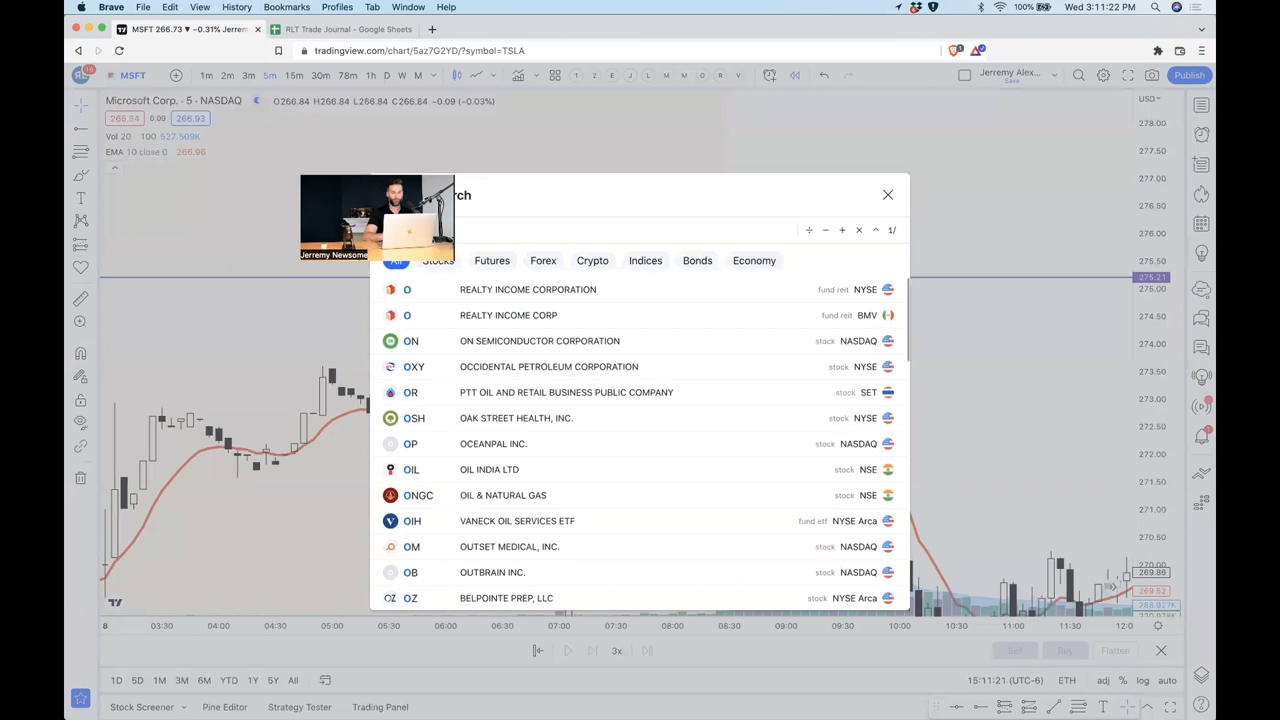 Brave File Edit View History Bookmarks Profiles Tab Window Help
100% Wed 3:11:22 PM
MSFT 266.73 ▼ −0.31% Jerrem
RLT Trade Journal - Google Sheets
tradingview.com/chart/5az7G2YD/?symbol=TSLA
MSFT 1m 2m 3m 5m 15m 30m 78m 1h D W M
Jerremy Alex...
Save
Publish
Microsoft Corp. · 5 · NASDAQ
O266.84 H266.84 L266.84 C266.84 −0.09 (−0.03%)
266.84 0.09 266.93
Vol 20 100 527.509K
EMA 10 close 0 266.96
USD
278.00
277.50
277.00
276.50
276.00
275.50
275.21
275.00
274.50
274.00
273.50
273.00
272.50
272.00
271.50
271.00
270.50
270.00
269.86
269.52
288.927K
rch
1/
All Stocks Futures Forex Crypto Indices Bonds Economy
O REALTY INCOME CORPORATION fund reit NYSE
O REALTY INCOME CORP fund reit BMV
ON ON SEMICONDUCTOR CORPORATION stock NASDAQ
OXY OCCIDENTAL PETROLEUM CORPORATION stock NYSE
OR PTT OIL AND RETAIL BUSINESS PUBLIC COMPANY stock SET
OSH OAK STREET HEALTH, INC. stock NYSE
OP OCEANPAL INC. stock NASDAQ
OIL OIL INDIA LTD stock NSE
ONGC OIL & NATURAL GAS stock NSE
OIH VANECK OIL SERVICES ETF fund etf NYSE Arca
OM OUTSET MEDICAL, INC. stock NASDAQ
OB OUTBRAIN INC. stock NASDAQ
OZ OZ BELPOINTE PREP, LLC stock NYSE Arca
Jerremy Newsome
8 03:30 04:00 04:30 05:00 05:30 06:00 06:30 07:00 07:30 08:00 08:30 09:00 09:30 10:00 10:30 11:00 11:30 12:0
3x
Sell Buy Flatten
1D 5D 1M 3M 6M YTD 1Y 5Y All
15:11:21 (UTC-6) ETH adj % log auto
Stock Screener Pine Editor Strategy Tester Trading Panel